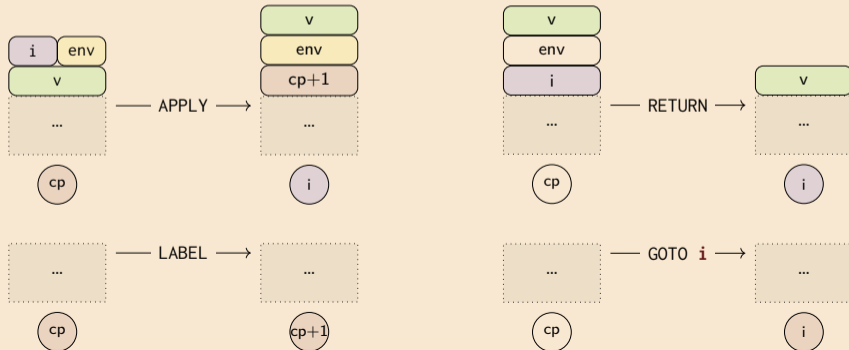 i env
v
...
cp
APPLY
v
env
cp+1
...
i
v
env
i
...
cp
RETURN
v
...
i
...
cp
LABEL
...
cp+1
...
cp
GOTO i
...
i